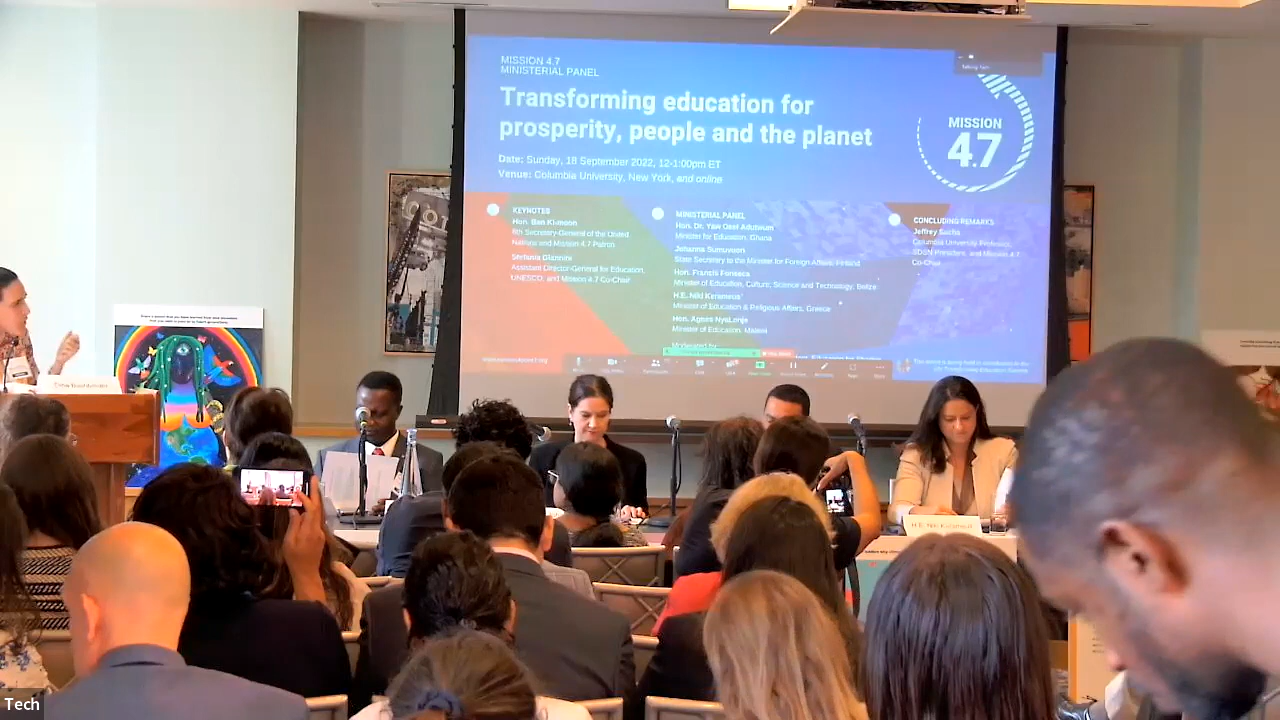 MISSION 4.7
MINISTERIAL PANEL
Transforming education for
prosperity, people and the planet
Date: Sunday, 18 September 2022, 12-1:00pm ET
Venue: Columbia University, New York, and online
MISSION
4.7
KEYNOTES
Hon. Ban Ki-moon
8th Secretary-General of the United
Nations and Mission 4.7 Patron
Stefania Giannini
Assistant Director-General for Education,
UNESCO, and Mission 4.7 Co-Chair
MINISTERIAL PANEL
Hon. Dr. Yaw Osei Adutwum
Minister for Education, Ghana
Johanna Sumuvuori
State Secretary to the Minister for Foreign Affairs, Finland
Hon. Francis Fonseca
Minister of Education, Culture, Science and Technology, Belize
H.E. Niki Kerameus
Minister of Education & Religious Affairs, Greece
Hon. Agnes NyaLonje
Minister of Education, Malawi
Moderated by
CONCLUDING REMARKS
Jeffrey Sachs
Columbia University Professor,
SDSN President, and Mission 4.7
Co-Chair
H.E. Niki Kerameus
Tech